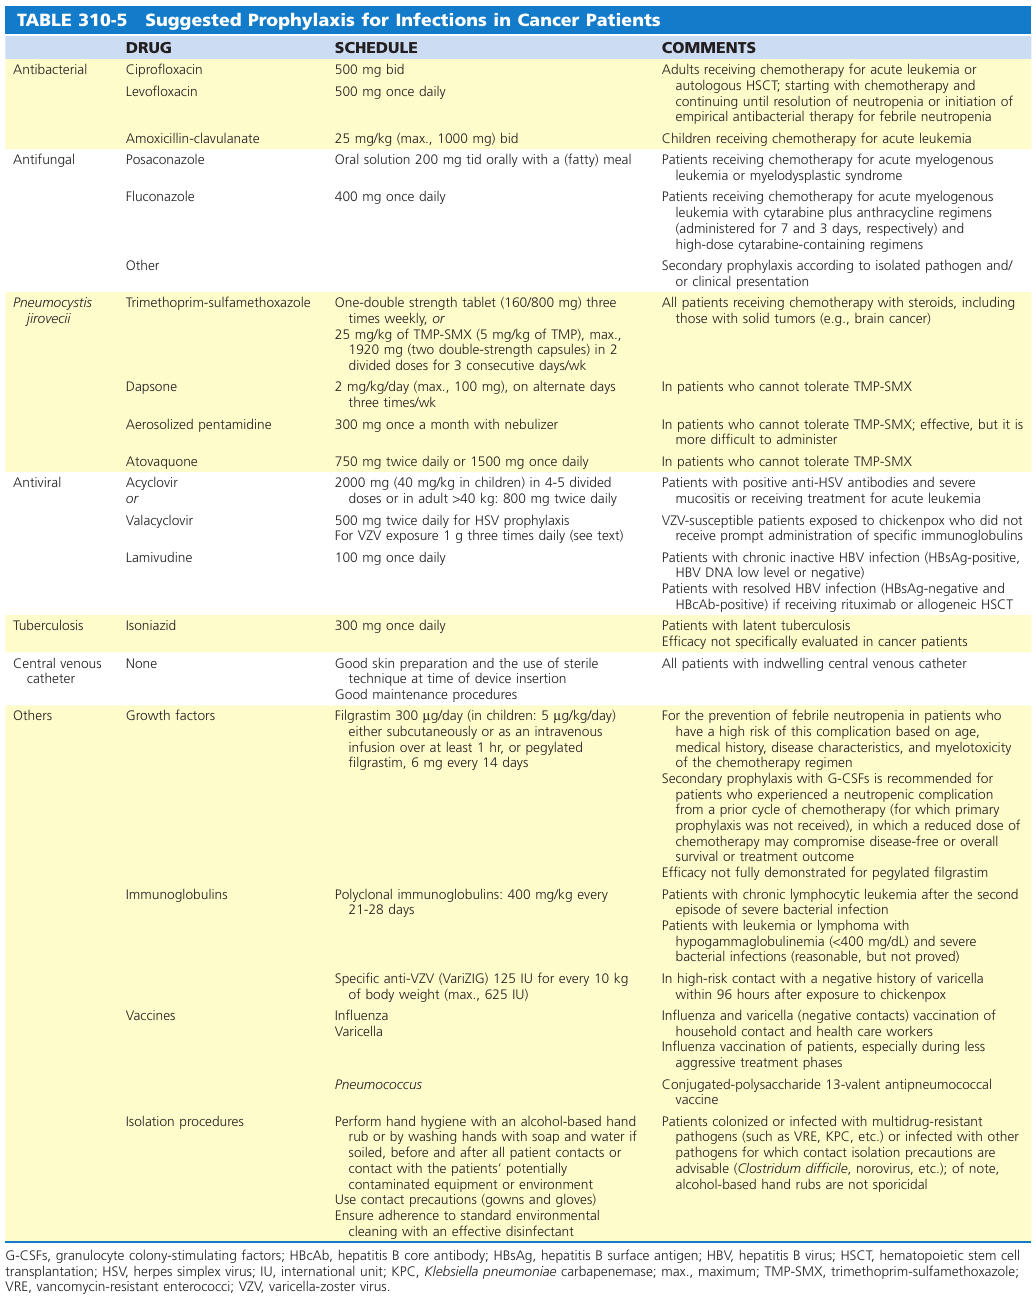 TABLE 310-5 Suggested Prophylaxis for Infections in Cancer Patients
DRUG SCHEDULE COMMENTS
Antibacterial Ciprofloxacin 500 mg bid Adults receiving chemotherapy for acute leukemia or
autologous HSCT; starting with chemotherapy and
Levofloxacin 500 mg once daily
continuing until resolution of neutropenia or initiation of
empirical antibacterial therapy for febrile neutropenia
Amoxicillin-clavulanate 25 mg/kg (max., 1000 mg) bid Children receiving chemotherapy for acute leukemia
Antifungal Posaconazole Oral solution 200 mg tid orally with a (fatty) meal Patients receiving chemotherapy for acute myelogenous
leukemia or myelodysplastic syndrome
Fluconazole 400 mg once daily Patients receiving chemotherapy for acute myelogenous
leukemia with cytarabine plus anthracycline regimens
(administered for 7 and 3 days, respectively) and
high-dose cytarabine-containing regimens
Other Secondary prophylaxis according to isolated pathogen and/
or clinical presentation
Pneumocystis Trimethoprim-sulfamethoxazole One-double strength tablet (160/800 mg) three All patients receiving chemotherapy with steroids, including
jirovecii times weekly, or those with solid tumors (e.g., brain cancer)
25 mg/kg of TMP-SMX (5 mg/kg of TMP), max.,
1920 mg (two double-strength capsules) in 2
divided doses for 3 consecutive days/wk
Dapsone 2 mg/kg/day (max., 100 mg), on alternate days In patients who cannot tolerate TMP-SMX
three times/wk
Aerosolized pentamidine 300 mg once a month with nebulizer In patients who cannot tolerate TMP-SMX; effective, but it is
more difficult to administer
Atovaquone 750 mg twice daily or 1500 mg once daily In patients who cannot tolerate TMP-SMX
Antiviral Acyclovir 2000 mg (40 mg/kg in children) in 4-5 divided Patients with positive anti-HSV antibodies and severe
or doses or in adult >40 kg: 800 mg twice daily mucositis or receiving treatment for acute leukemia
Valacyclovir 500 mg twice daily for HSV prophylaxis VZV-susceptible patients exposed to chickenpox who did not
For VZV exposure 1 g three times daily (see text) receive prompt administration of specific immunoglobulins
Lamivudine 100 mg once daily Patients with chronic inactive HBV infection (HBsAg-positive,
HBV DNA low level or negative)
Patients with resolved HBV infection (HBsAg-negative and
HBcAb-positive) if receiving rituximab or allogeneic HSCT
Tuberculosis Isoniazid 300 mg once daily Patients with latent tuberculosis
Efficacy not specifically evaluated in cancer patients
Central venous None Good skin preparation and the use of sterile All patients with indwelling central venous catheter
catheter technique at time of device insertion
Good maintenance procedures
Others Growth factors Filgrastim 300 µg/day (in children: 5 µg/kg/day) For the prevention of febrile neutropenia in patients who
either subcutaneously or as an intravenous have a high risk of this complication based on age,
infusion over at least 1 hr, or pegylated medical history, disease characteristics, and myelotoxicity
filgrastim, 6 mg every 14 days of the chemotherapy regimen
Secondary prophylaxis with G-CSFs is recommended for
patients who experienced a neutropenic complication
from a prior cycle of chemotherapy (for which primary
prophylaxis was not received), in which a reduced dose of
chemotherapy may compromise disease-free or overall
survival or treatment outcome
Efficacy not fully demonstrated for pegylated filgrastim
Immunoglobulins Polyclonal immunoglobulins: 400 mg/kg every Patients with chronic lymphocytic leukemia after the second
21-28 days episode of severe bacterial infection
Patients with leukemia or lymphoma with
hypogammaglobulinemia (<400 mg/dL) and severe
bacterial infections (reasonable, but not proved)
Specific anti-VZV (VariZIG) 125 IU for every 10 kg In high-risk contact with a negative history of varicella
of body weight (max., 625 IU) within 96 hours after exposure to chickenpox
Vaccines Influenza Influenza and varicella (negative contacts) vaccination of
Varicella household contact and health care workers
Influenza vaccination of patients, especially during less
aggressive treatment phases
Pneumococcus Conjugated-polysaccharide 13-valent antipneumococcal
vaccine
Isolation procedures Perform hand hygiene with an alcohol-based hand Patients colonized or infected with multidrug-resistant
rub or by washing hands with soap and water if pathogens (such as VRE, KPC, etc.) or infected with other
soiled, before and after all patient contacts or pathogens for which contact isolation precautions are
contact with the patients’ potentially advisable (Clostridum difficile, norovirus, etc.); of note,
contaminated equipment or environment alcohol-based hand rubs are not sporicidal
Use contact precautions (gowns and gloves)
Ensure adherence to standard environmental
cleaning with an effective disinfectant
G-CSFs, granulocyte colony-stimulating factors; HBcAb, hepatitis B core antibody; HBsAg, hepatitis B surface antigen; HBV, hepatitis B virus; HSCT, hematopoietic stem cell
transplantation; HSV, herpes simplex virus; IU, international unit; KPC, Klebsiella pneumoniae carbapenemase; max., maximum; TMP-SMX, trimethoprim-sulfamethoxazole;
VRE, vancomycin-resistant enterococci; VZV, varicella-zoster virus.